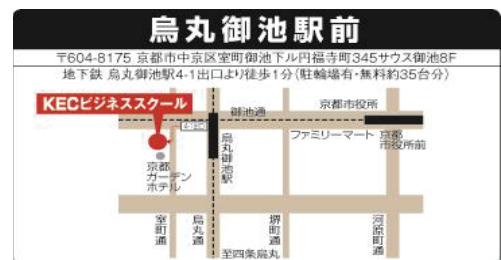 烏丸御池駅前
〒604-8175 京都市中京区室町御池下ル円福寺町345サウス御池8F
地下鉄 烏丸御池駅4-1出口より徒歩1分(駐輪場有・無料約35台分)
KECビジネススクール
御池通
京都市役所
ファミリーマート
京都
市役所前
烏丸御池駅
京都
ガーデン
ホテル
室町通
烏丸通
堺町通
河原町通
至四条烏丸